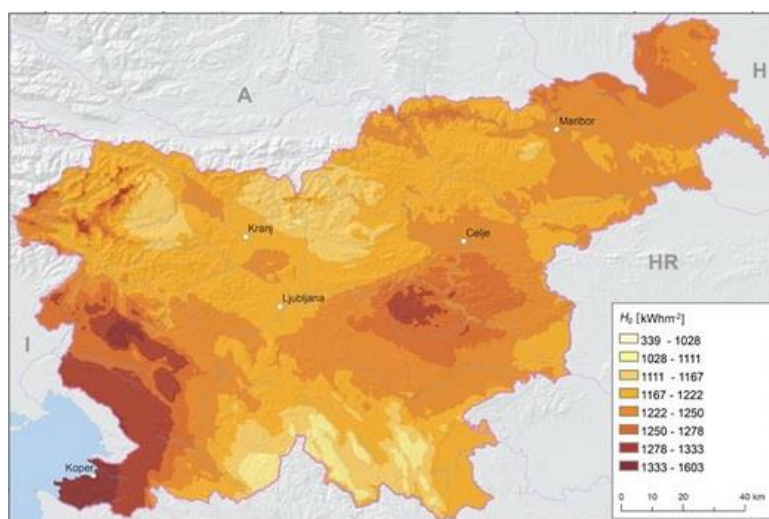 A
H
Maribor
Kranj
Celje
HR
Ljubljana
I
Koper
H₀ [kWhm⁻²]
339 - 1028
1028 - 1111
1111 - 1167
1167 - 1222
1222 - 1250
1250 - 1278
1278 - 1333
1333 - 1603
0 10 20 40 km